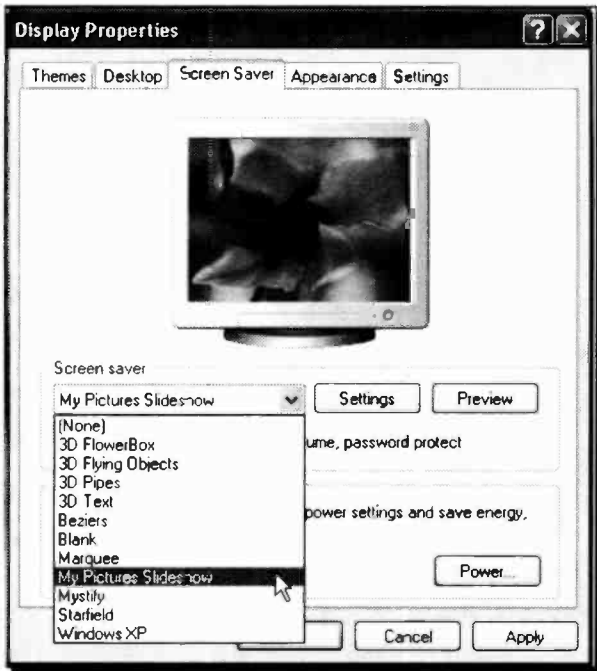 Display Properties
Themes Desktop Screen Saver Appearance Settings
Screen saver
My Pictures Slideshow Settings Preview
(None)
3D FlowerBox
ume, password protect
3D Flying Objects
3D Pipes
3D Text
power settings and save energy,
Beziers
Blank
Marquee
My Pictures Slideshow
Power...
Mystify
Starfield
Windows XP
Cancel Apply